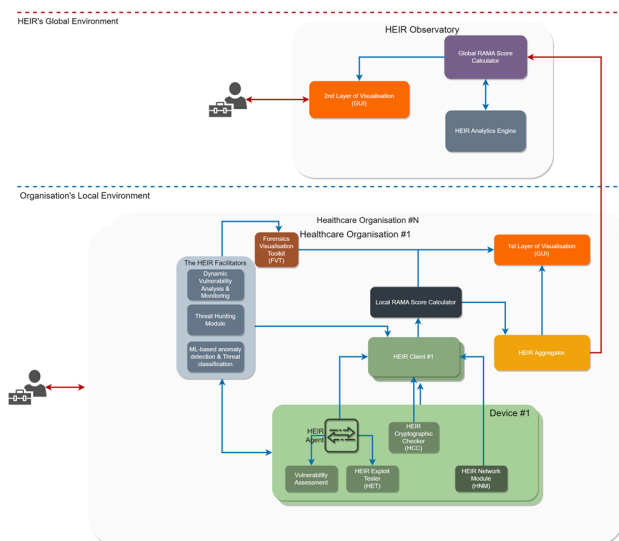 HEIR's Global Environment
HEIR Observatory
Global RAMA Score
Calculator
2nd Layer of Visualisation
(GUI)
HEIR Analytics Engine
Organisation's Local Environment
Healthcare Organisation #N
Healthcare Organisation #1
Forensics
Visualisation
Toolkit
(FVT)
1st Layer of Visualisation
(GUI)
The HEIR Facilitators
Dynamic
Vulnerability
Analysis &
Monitoring
Threat Hunting
Module
ML-based anomaly
detection & Threat
classification
Local RAMA Score Calculator
HEIR Aggregator
HEIR Client #1
Device #1
HEIR
Agent
HEIR
Cryptographic
Checker
(HCC)
Vulnerability
Assessment
HEIR Exploit
Tester
(HET)
HEIR Network
Module
(HNM)